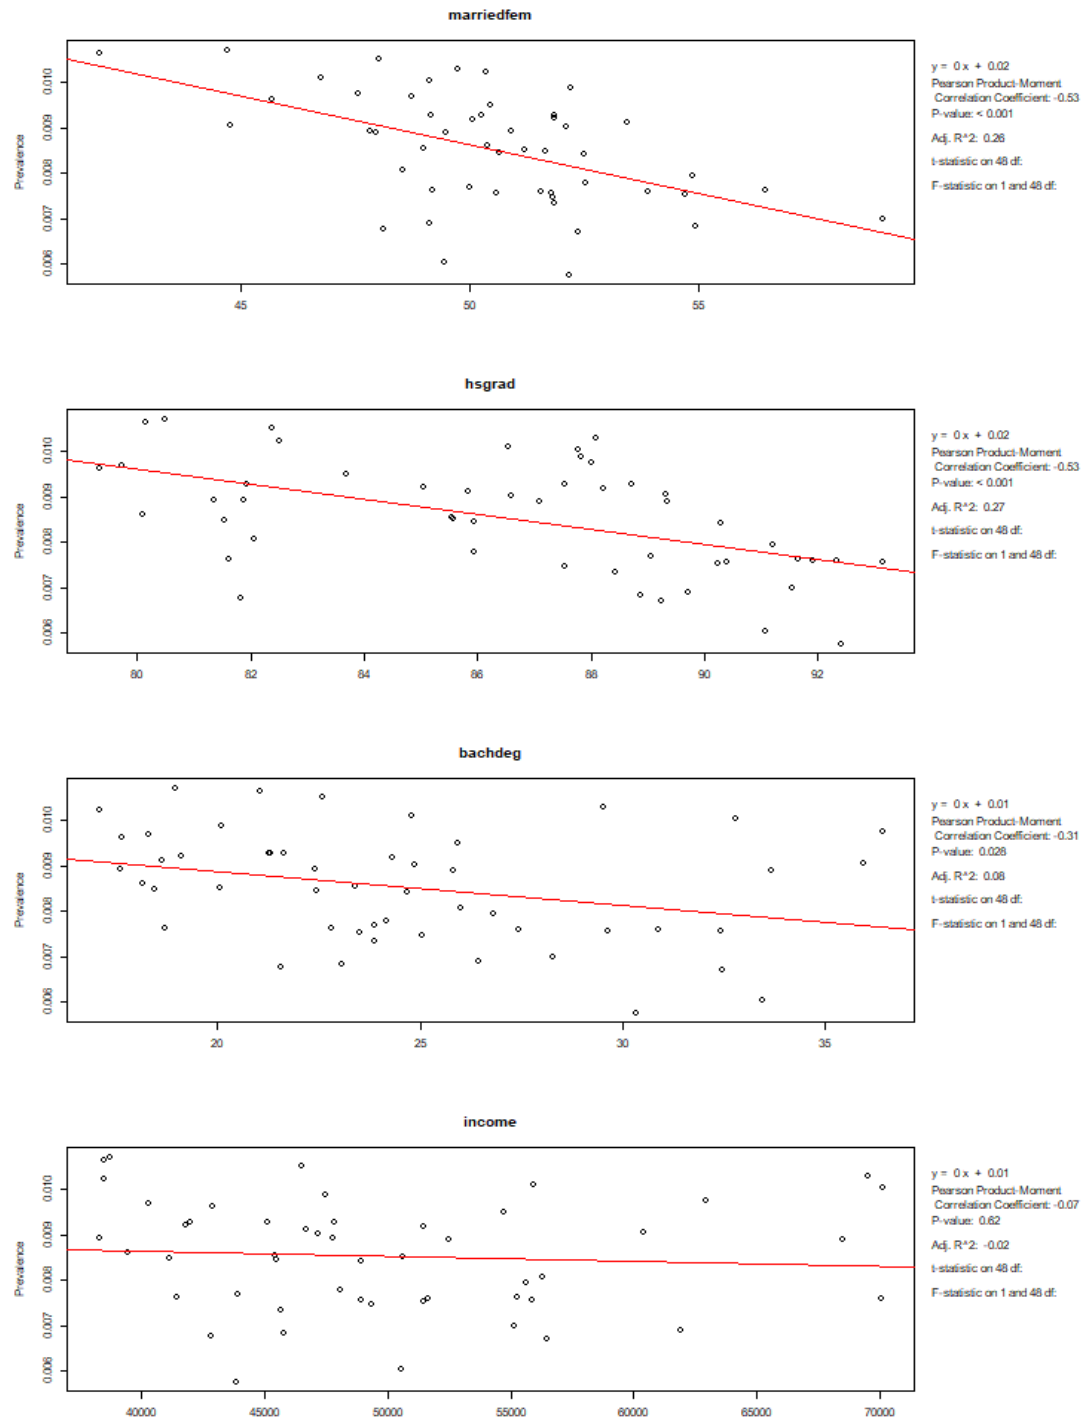 marriedfem
Prevalence
0.010
0.009
0.008
0.007
0.006
45
50
55
y = 0 x + 0.02
Pearson Product-Moment
Correlation Coefficient: -0.53
P-value: < 0.001
Adj. R^2: 0.26
t-statistic on 48 df:
F-statistic on 1 and 48 df:
hsgrad
Prevalence
0.010
0.009
0.008
0.007
0.006
80
82
84
86
88
90
92
y = 0 x + 0.02
Pearson Product-Moment
Correlation Coefficient: -0.53
P-value: < 0.001
Adj. R^2: 0.27
t-statistic on 48 df:
F-statistic on 1 and 48 df:
bachdeg
Prevalence
0.010
0.009
0.008
0.007
0.006
20
25
30
35
y = 0 x + 0.01
Pearson Product-Moment
Correlation Coefficient: -0.31
P-value: 0.028
Adj. R^2: 0.08
t-statistic on 48 df:
F-statistic on 1 and 48 df:
income
Prevalence
0.010
0.009
0.008
0.007
0.006
40000
45000
50000
55000
60000
65000
70000
y = 0 x + 0.01
Pearson Product-Moment
Correlation Coefficient: -0.07
P-value: 0.62
Adj. R^2: -0.02
t-statistic on 48 df:
F-statistic on 1 and 48 df: